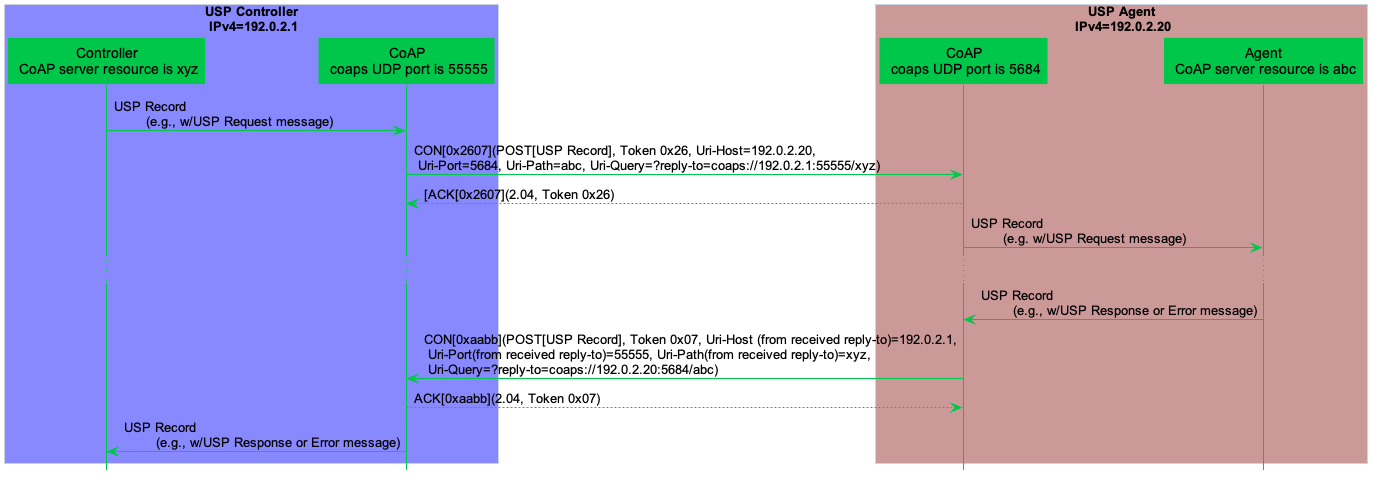 USP Controller
IPv4=192.0.2.1
USP Agent
IPv4=192.0.2.20
Controller
CoAP server resource is xyz
CoAP
coaps UDP port is 55555
CoAP
coaps UDP port is 5684
Agent
CoAP server resource is abc
USP Record
(e.g., w/USP Request message)
CON[0x2607](POST[USP Record], Token 0x26, Uri-Host=192.0.2.20,
Uri-Port=5684, Uri-Path=abc, Uri-Query=?reply-to=coaps://192.0.2.1:55555/xyz)
[ACK[0x2607](2.04, Token 0x26)
USP Record
(e.g. w/USP Request message)
USP Record
(e.g., w/USP Response or Error message)
CON[0xaabb](POST[USP Record], Token 0x07, Uri-Host (from received reply-to)=192.0.2.1,
Uri-Port(from received reply-to)=55555, Uri-Path(from received reply-to)=xyz,
Uri-Query=?reply-to=coaps://192.0.2.20:5684/abc)
ACK[0xaabb](2.04, Token 0x07)
USP Record
(e.g., w/USP Response or Error message)